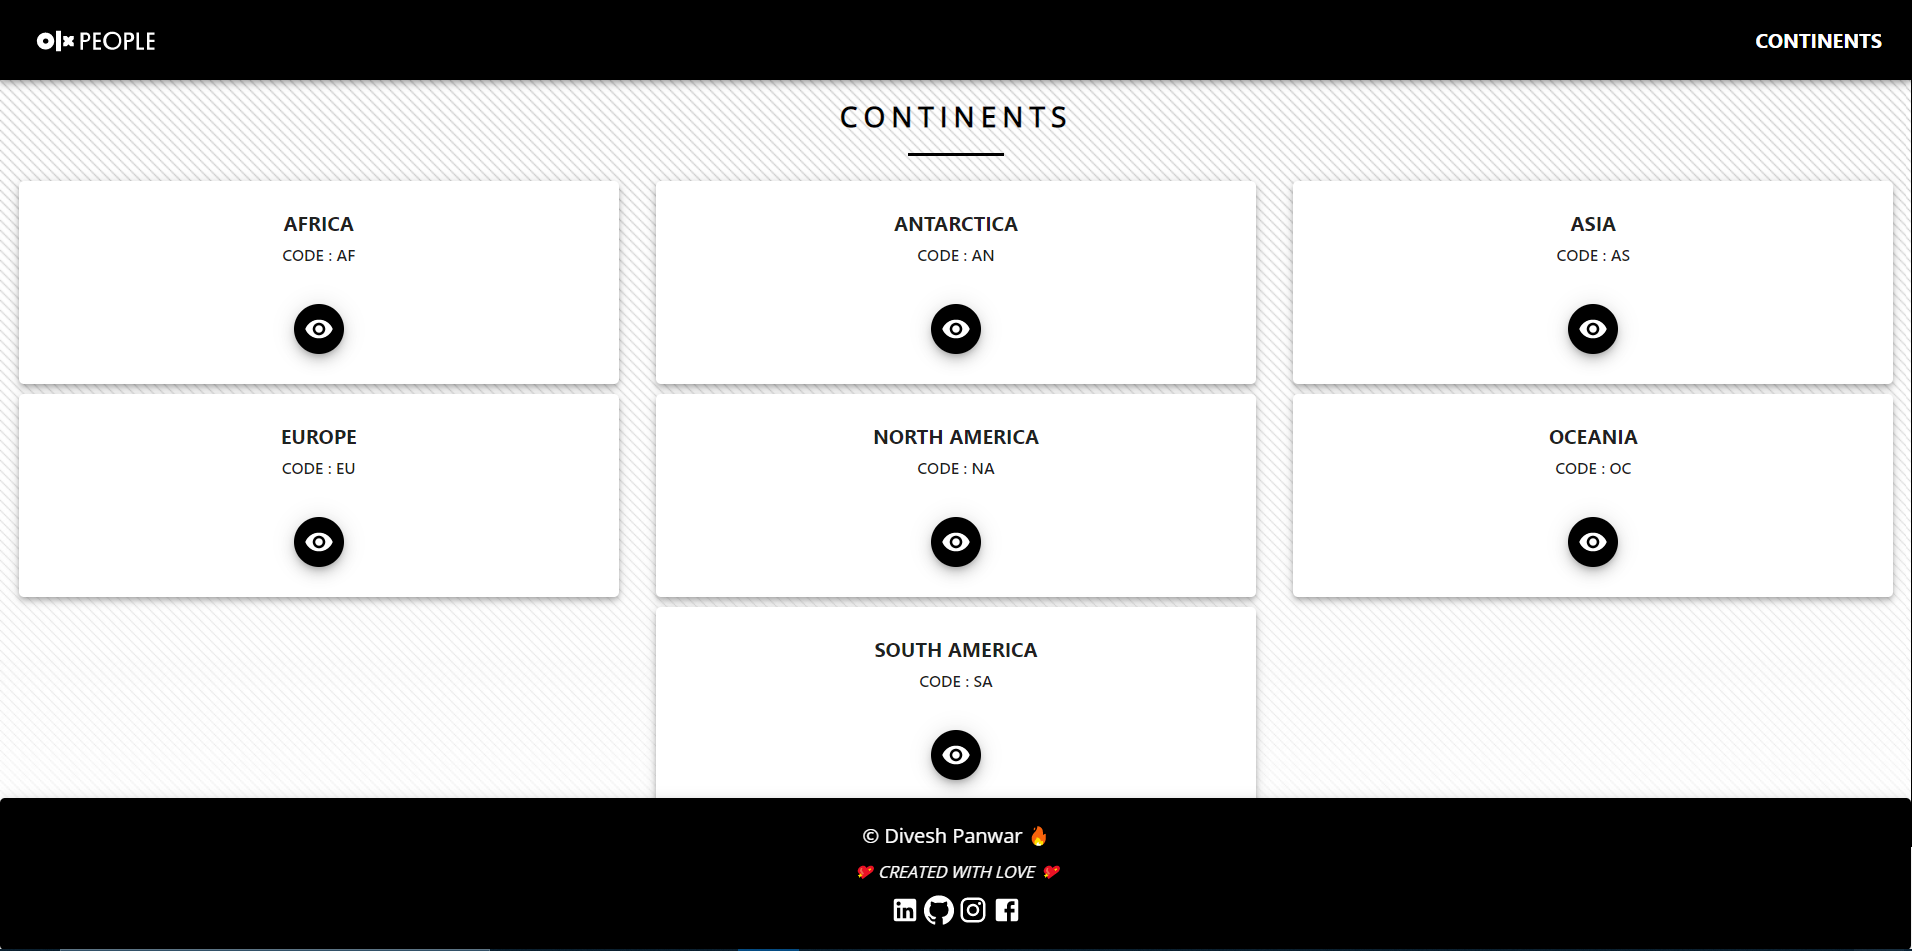 olx PEOPLE
CONTINENTS
CONTINENTS
AFRICA
CODE : AF
ANTARCTICA
CODE : AN
ASIA
CODE : AS
EUROPE
CODE : EU
NORTH AMERICA
CODE : NA
OCEANIA
CODE : OC
SOUTH AMERICA
CODE : SA
© Divesh Panwar 🔥
💖 CREATED WITH LOVE 💖